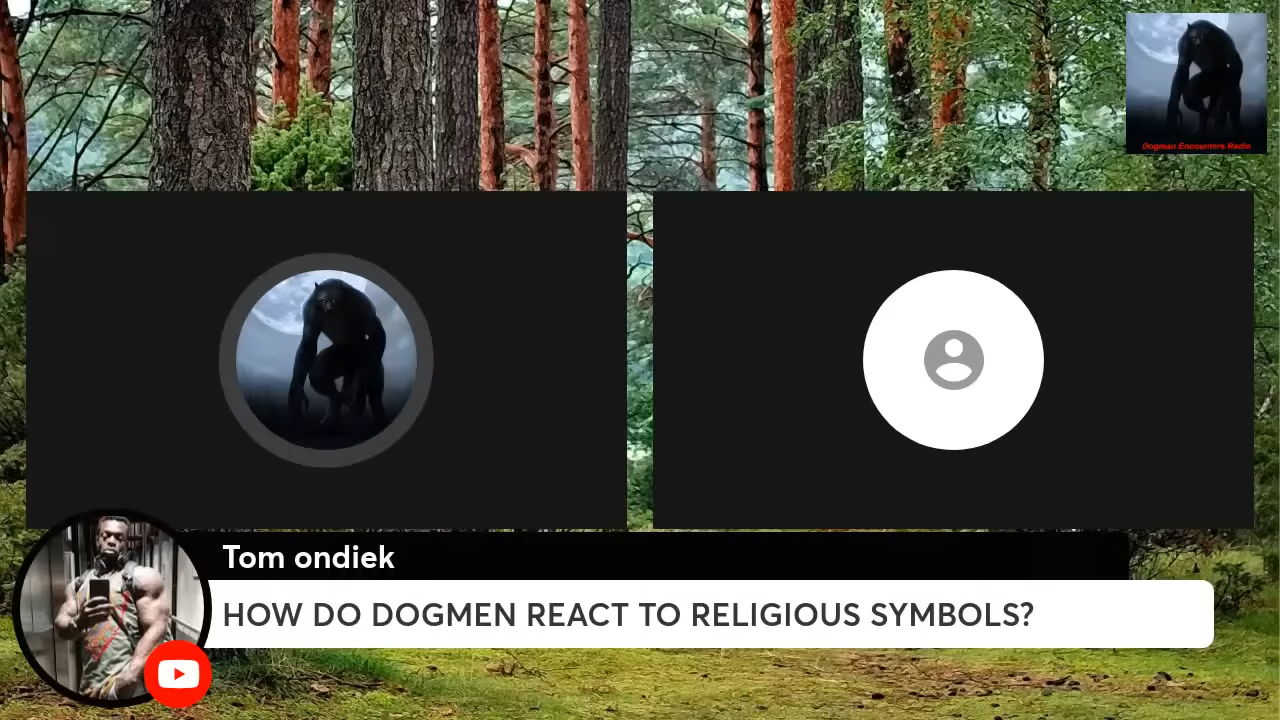 Dogman Encounters Radio
Tom ondiek
HOW DO DOGMEN REACT TO RELIGIOUS SYMBOLS?